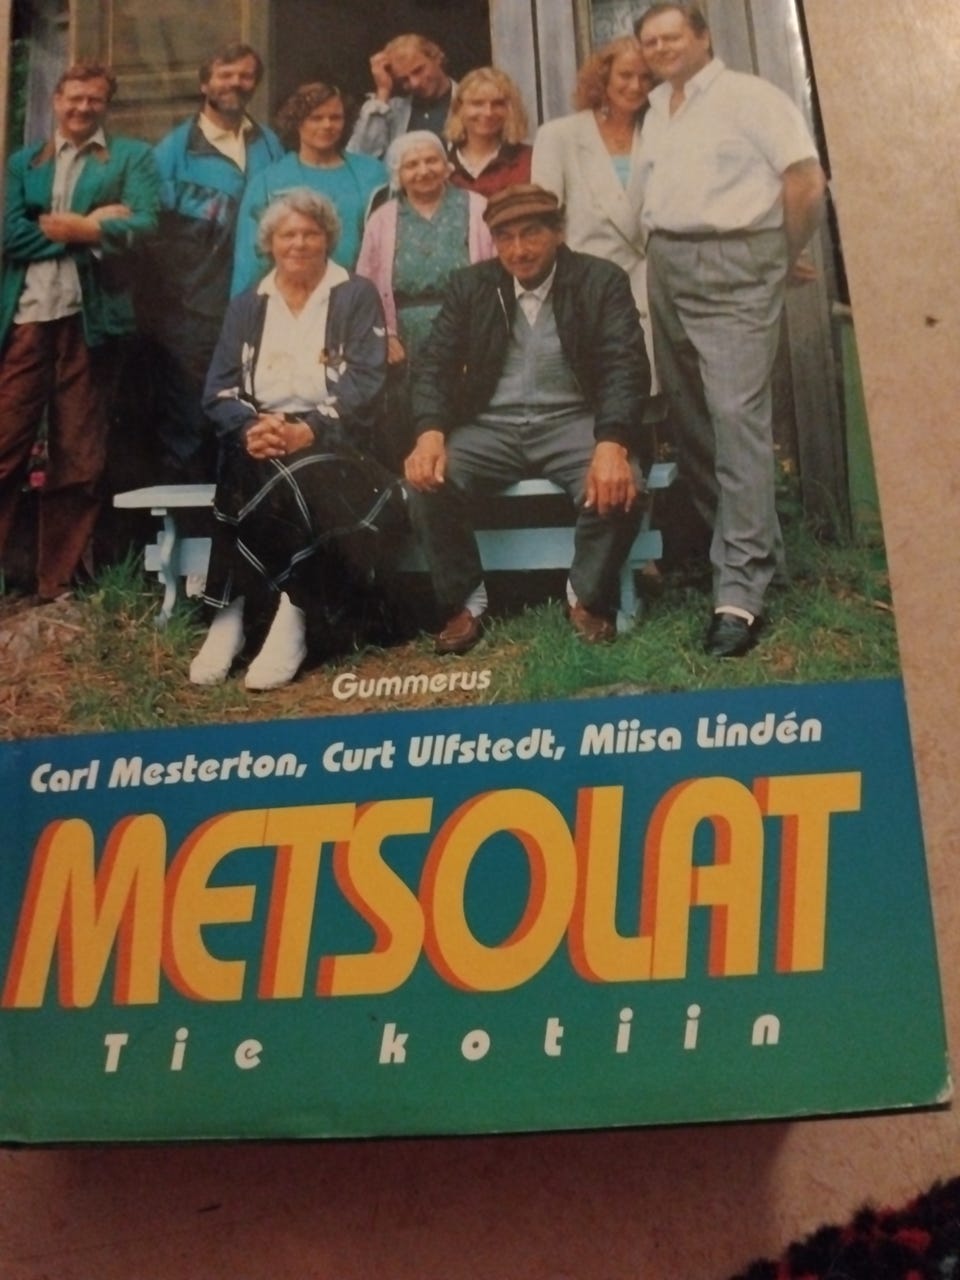 Gummerus
Carl Mesterton, Curt Ulfstedt, Miisa Lindén
METSOLAT
Tie kotiin